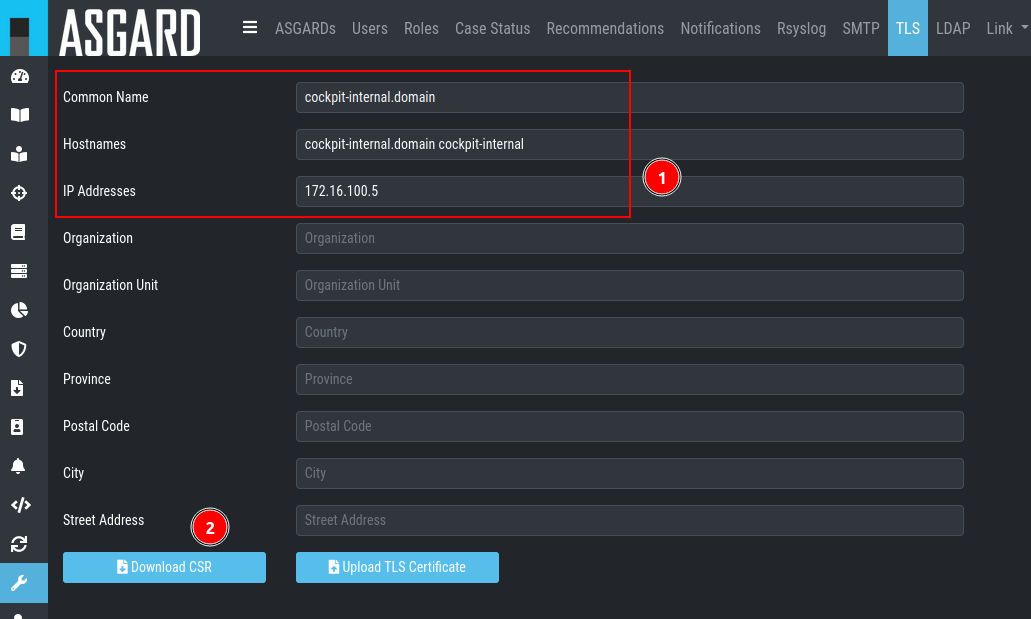 ASGARD
ASGARDs Users Roles Case Status Recommendations Notifications Rsyslog SMTP TLS LDAP Link
Common Name cockpit-internal.domain
Hostnames cockpit-internal.domain cockpit-internal
IP Addresses 172.16.100.5
1
Organization Organization
Organization Unit Organization Unit
Country Country
Province Province
Postal Code Postal Code
City City
Street Address Street Address
2
Download CSR Upload TLS Certificate